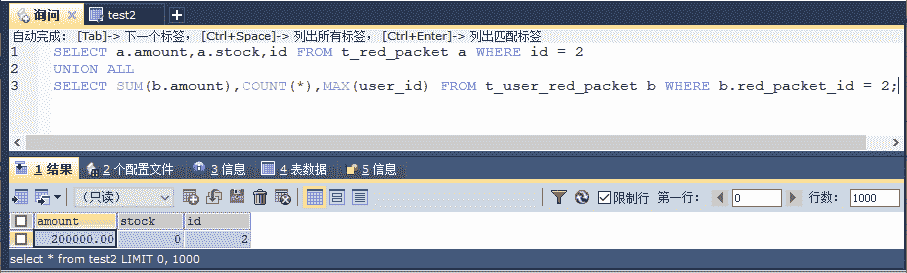 询问 test2
自动完成： [Tab]-> 下一个标签， [Ctrl+Space]-> 列出所有标签， [Ctrl+Enter]-> 列出匹配标签
1 SELECT a.amount,a.stock,id FROM t_red_packet a WHERE id = 2
2 UNION ALL
3 SELECT SUM(b.amount),COUNT(*),MAX(user_id) FROM t_user_red_packet b WHERE b.red_packet_id = 2;
1 结果 2 个配置文件 3 信息 4 表数据 5 信息
（只读） 限制行 第一行： 0 行数： 1000
amount stock id
200000.00 0 2
select * from test2 LIMIT 0, 1000